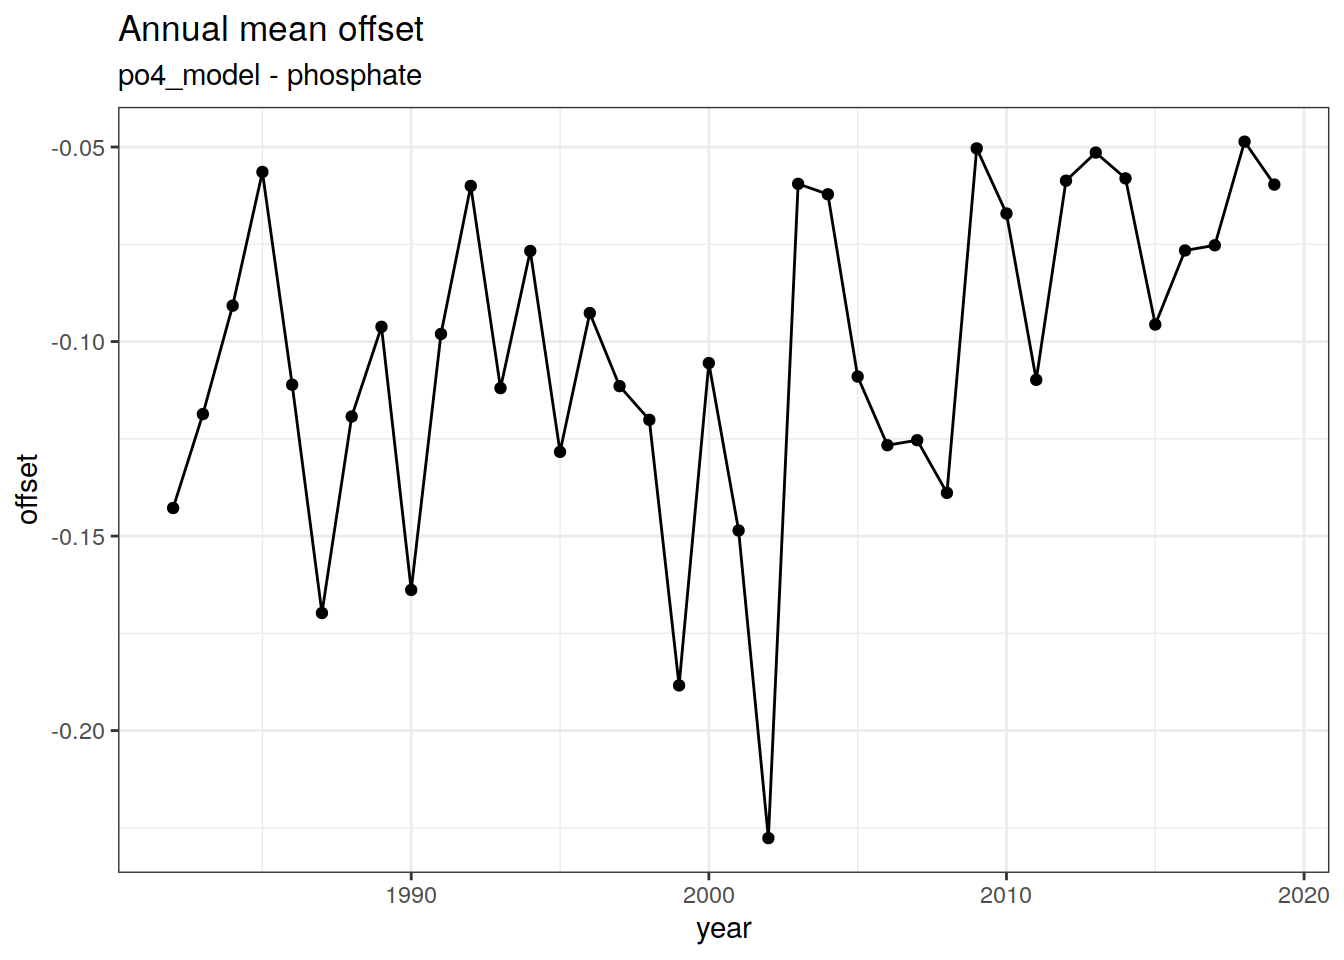 Annual mean offset
po4_model - phosphate
-0.05
-0.10
-0.15
-0.20
offset
1990 2000 2010 2020
year